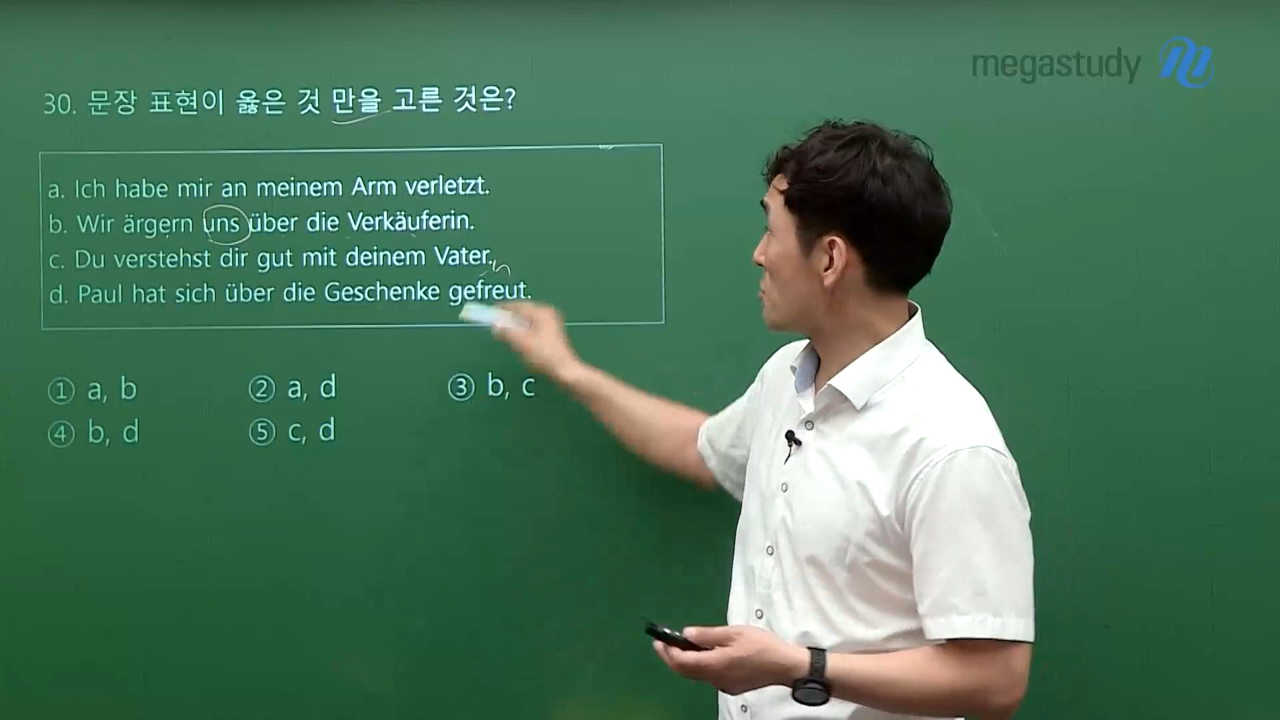 megastudy
30. 문장 표현이 옳은 것 만을 고른 것은?
a. Ich habe mir an meinem Arm verletzt.
b. Wir ärgern uns über die Verkäuferin.
c. Du verstehst dir gut mit deinem Vater.
d. Paul hat sich über die Geschenke gefreut.
① a, b ② a, d ③ b, c
④ b, d ⑤ c, d